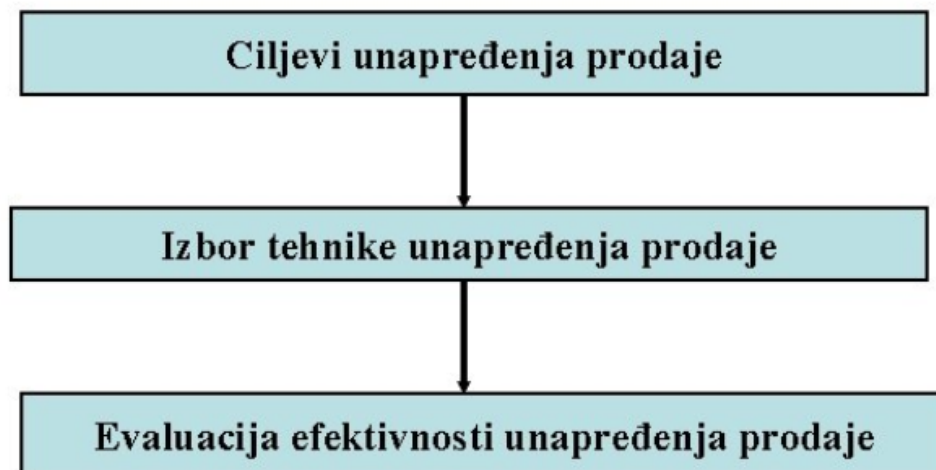 Ciljevi unapređenja prodaje
Izbor tehnike unapređenja prodaje
Evaluacija efektivnosti unapređenja prodaje